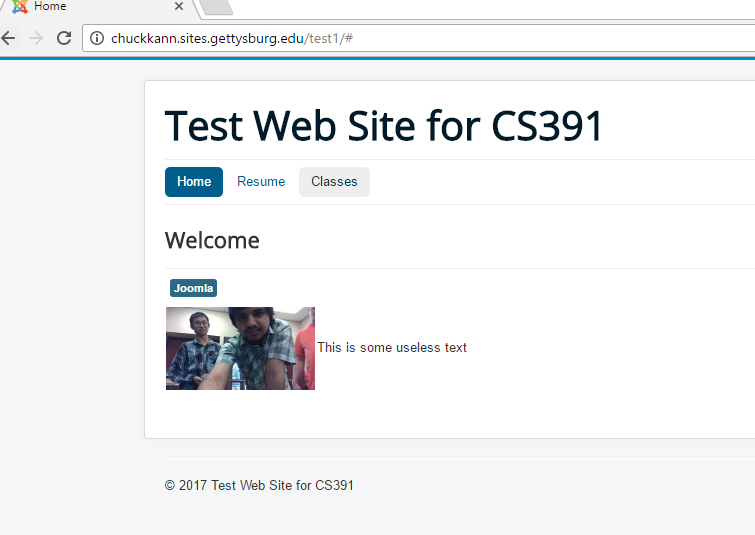 Home
chuckkann.sites.gettysburg.edu/test1/#
Test Web Site for CS391
Home Resume Classes
Welcome
Joomla
This is some useless text
© 2017 Test Web Site for CS391